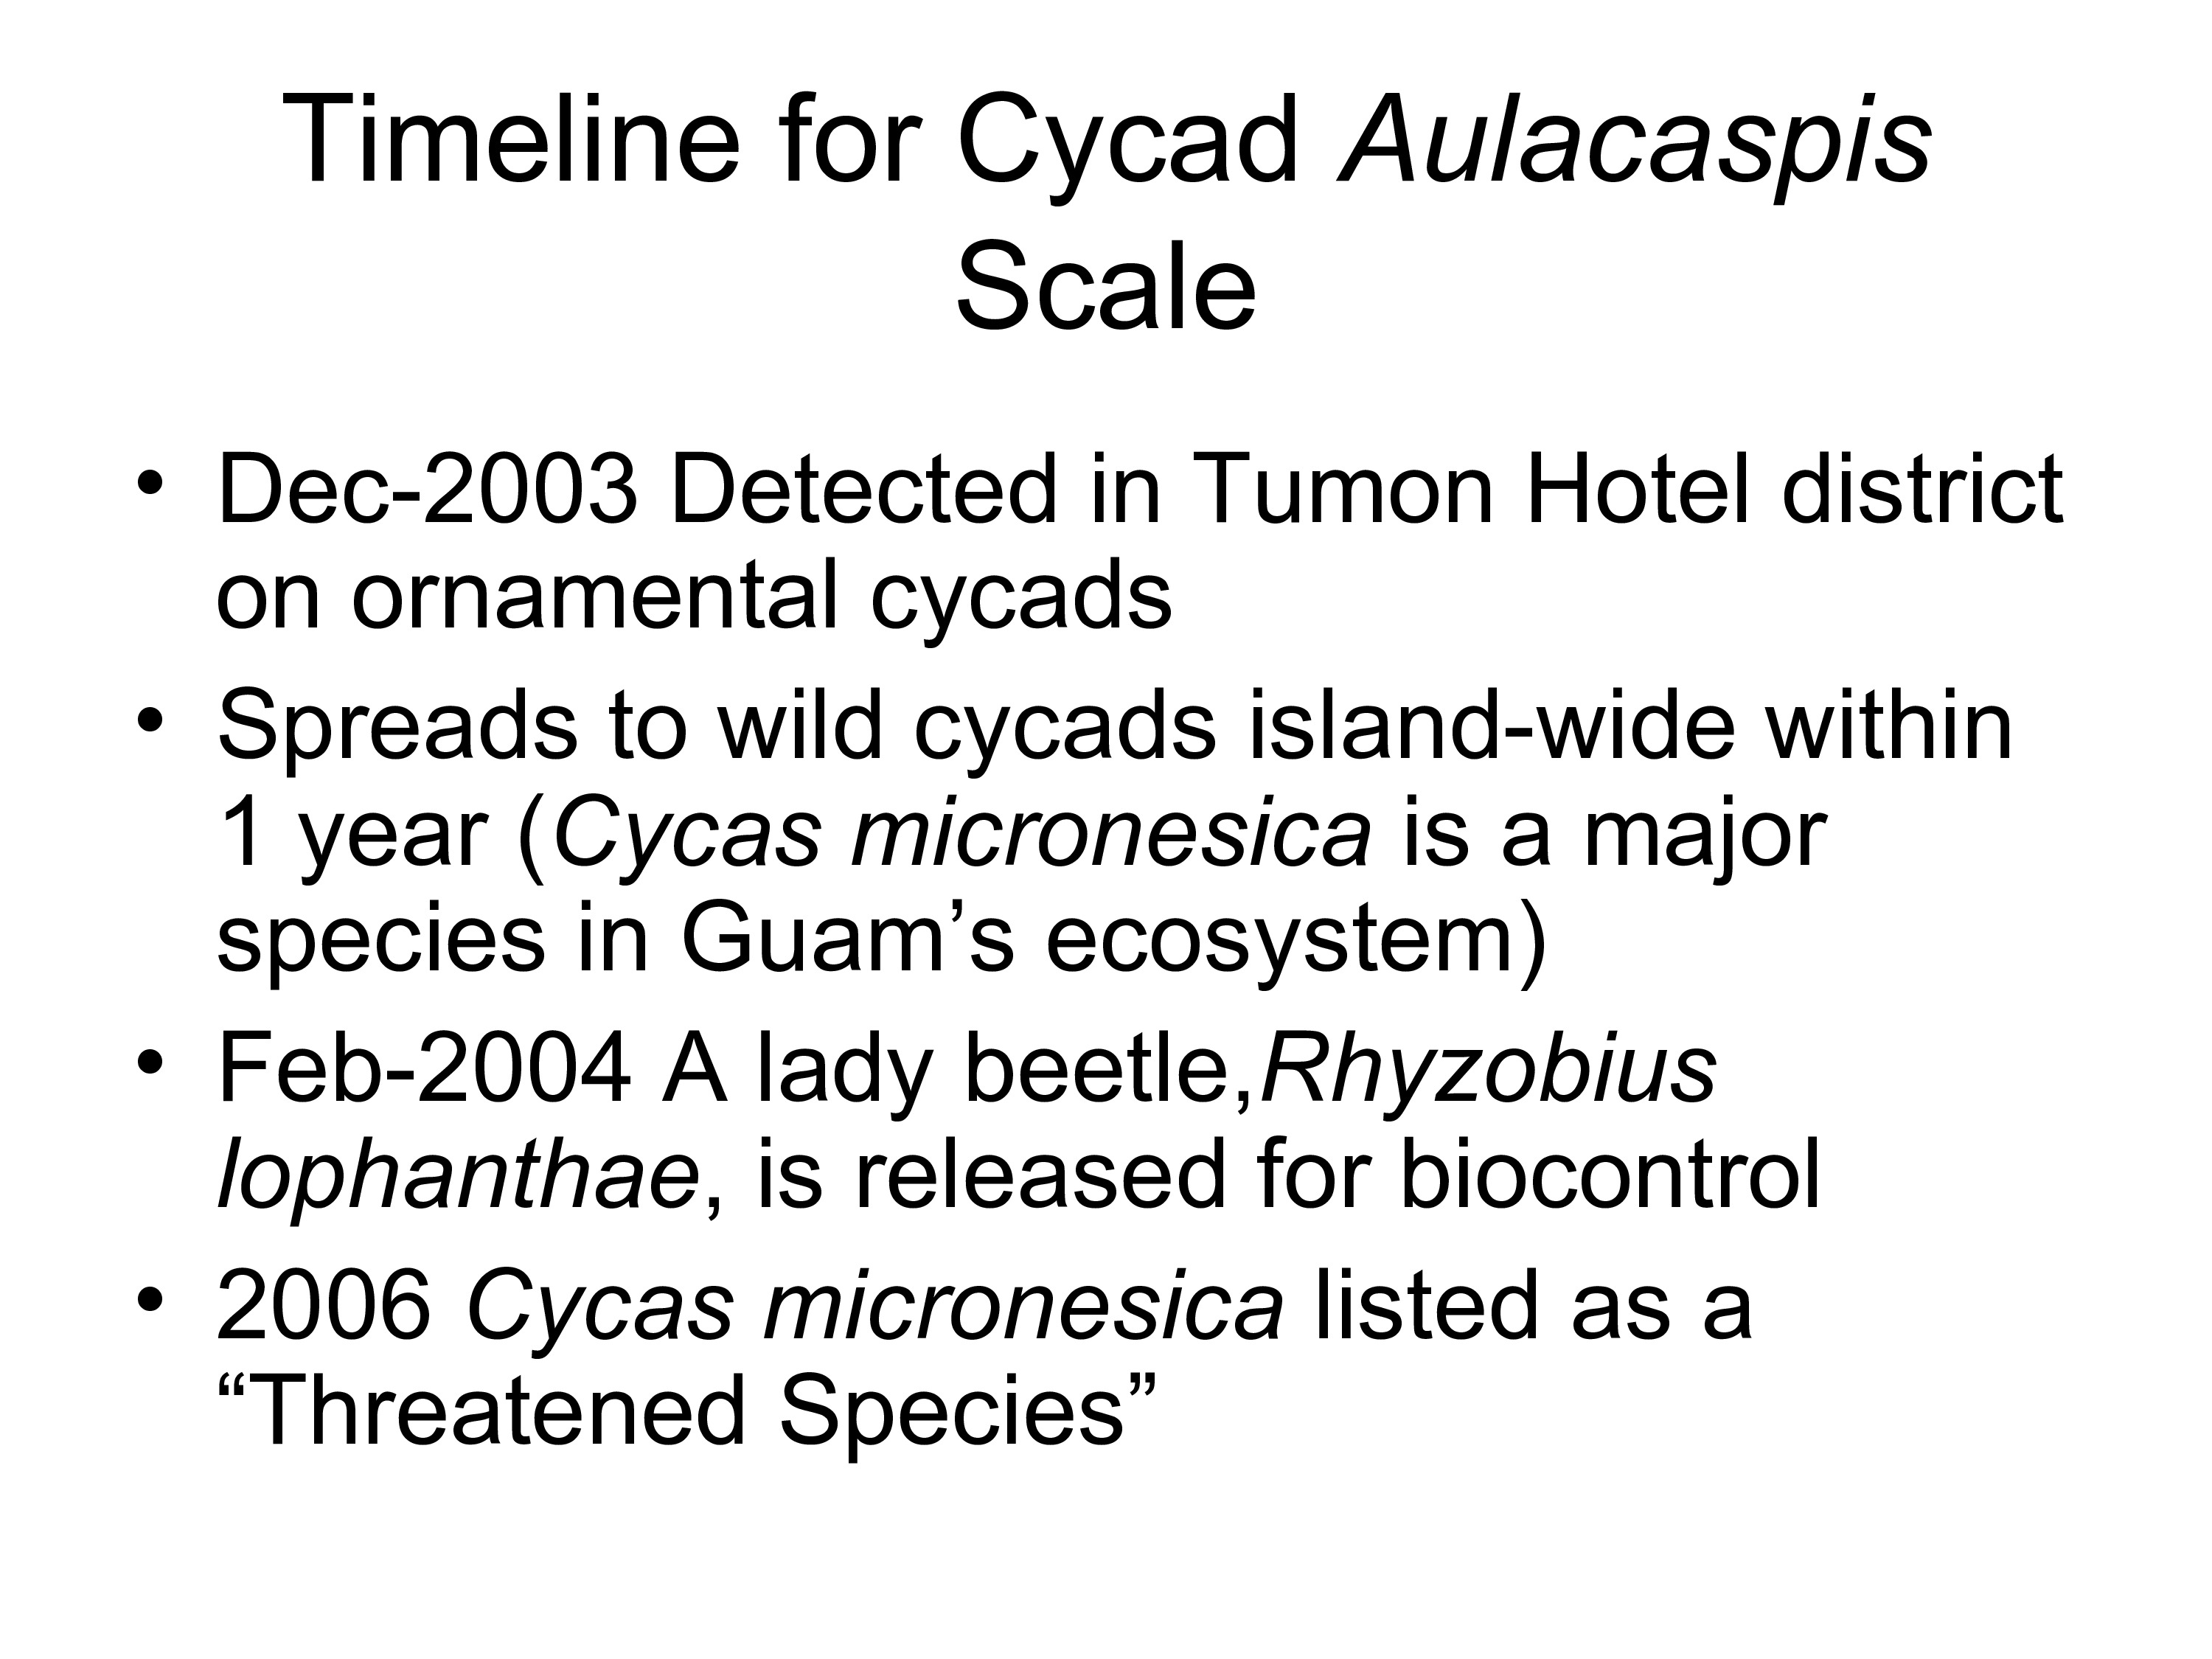 Timeline for Cycad Aulacaspis
Scale
• Dec-2003 Detected in Tumon Hotel district
on ornamental cycads
• Spreads to wild cycads island-wide within
1 year (Cycas micronesica is a major
species in Guam’s ecosystem)
• Feb-2004 A lady beetle,Rhyzobius
lophanthae, is released for biocontrol
• 2006 Cycas micronesica listed as a
“Threatened Species”